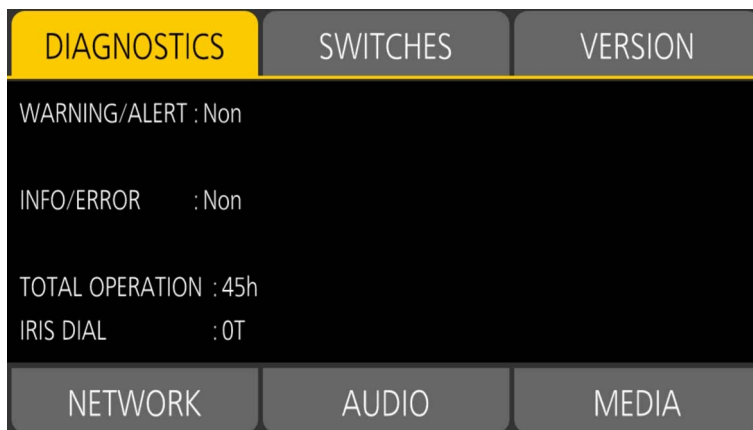 DIAGNOSTICS SWITCHES VERSION
WARNING/ALERT : Non
INFO/ERROR : Non
TOTAL OPERATION : 45h
IRIS DIAL : 0T
NETWORK AUDIO MEDIA